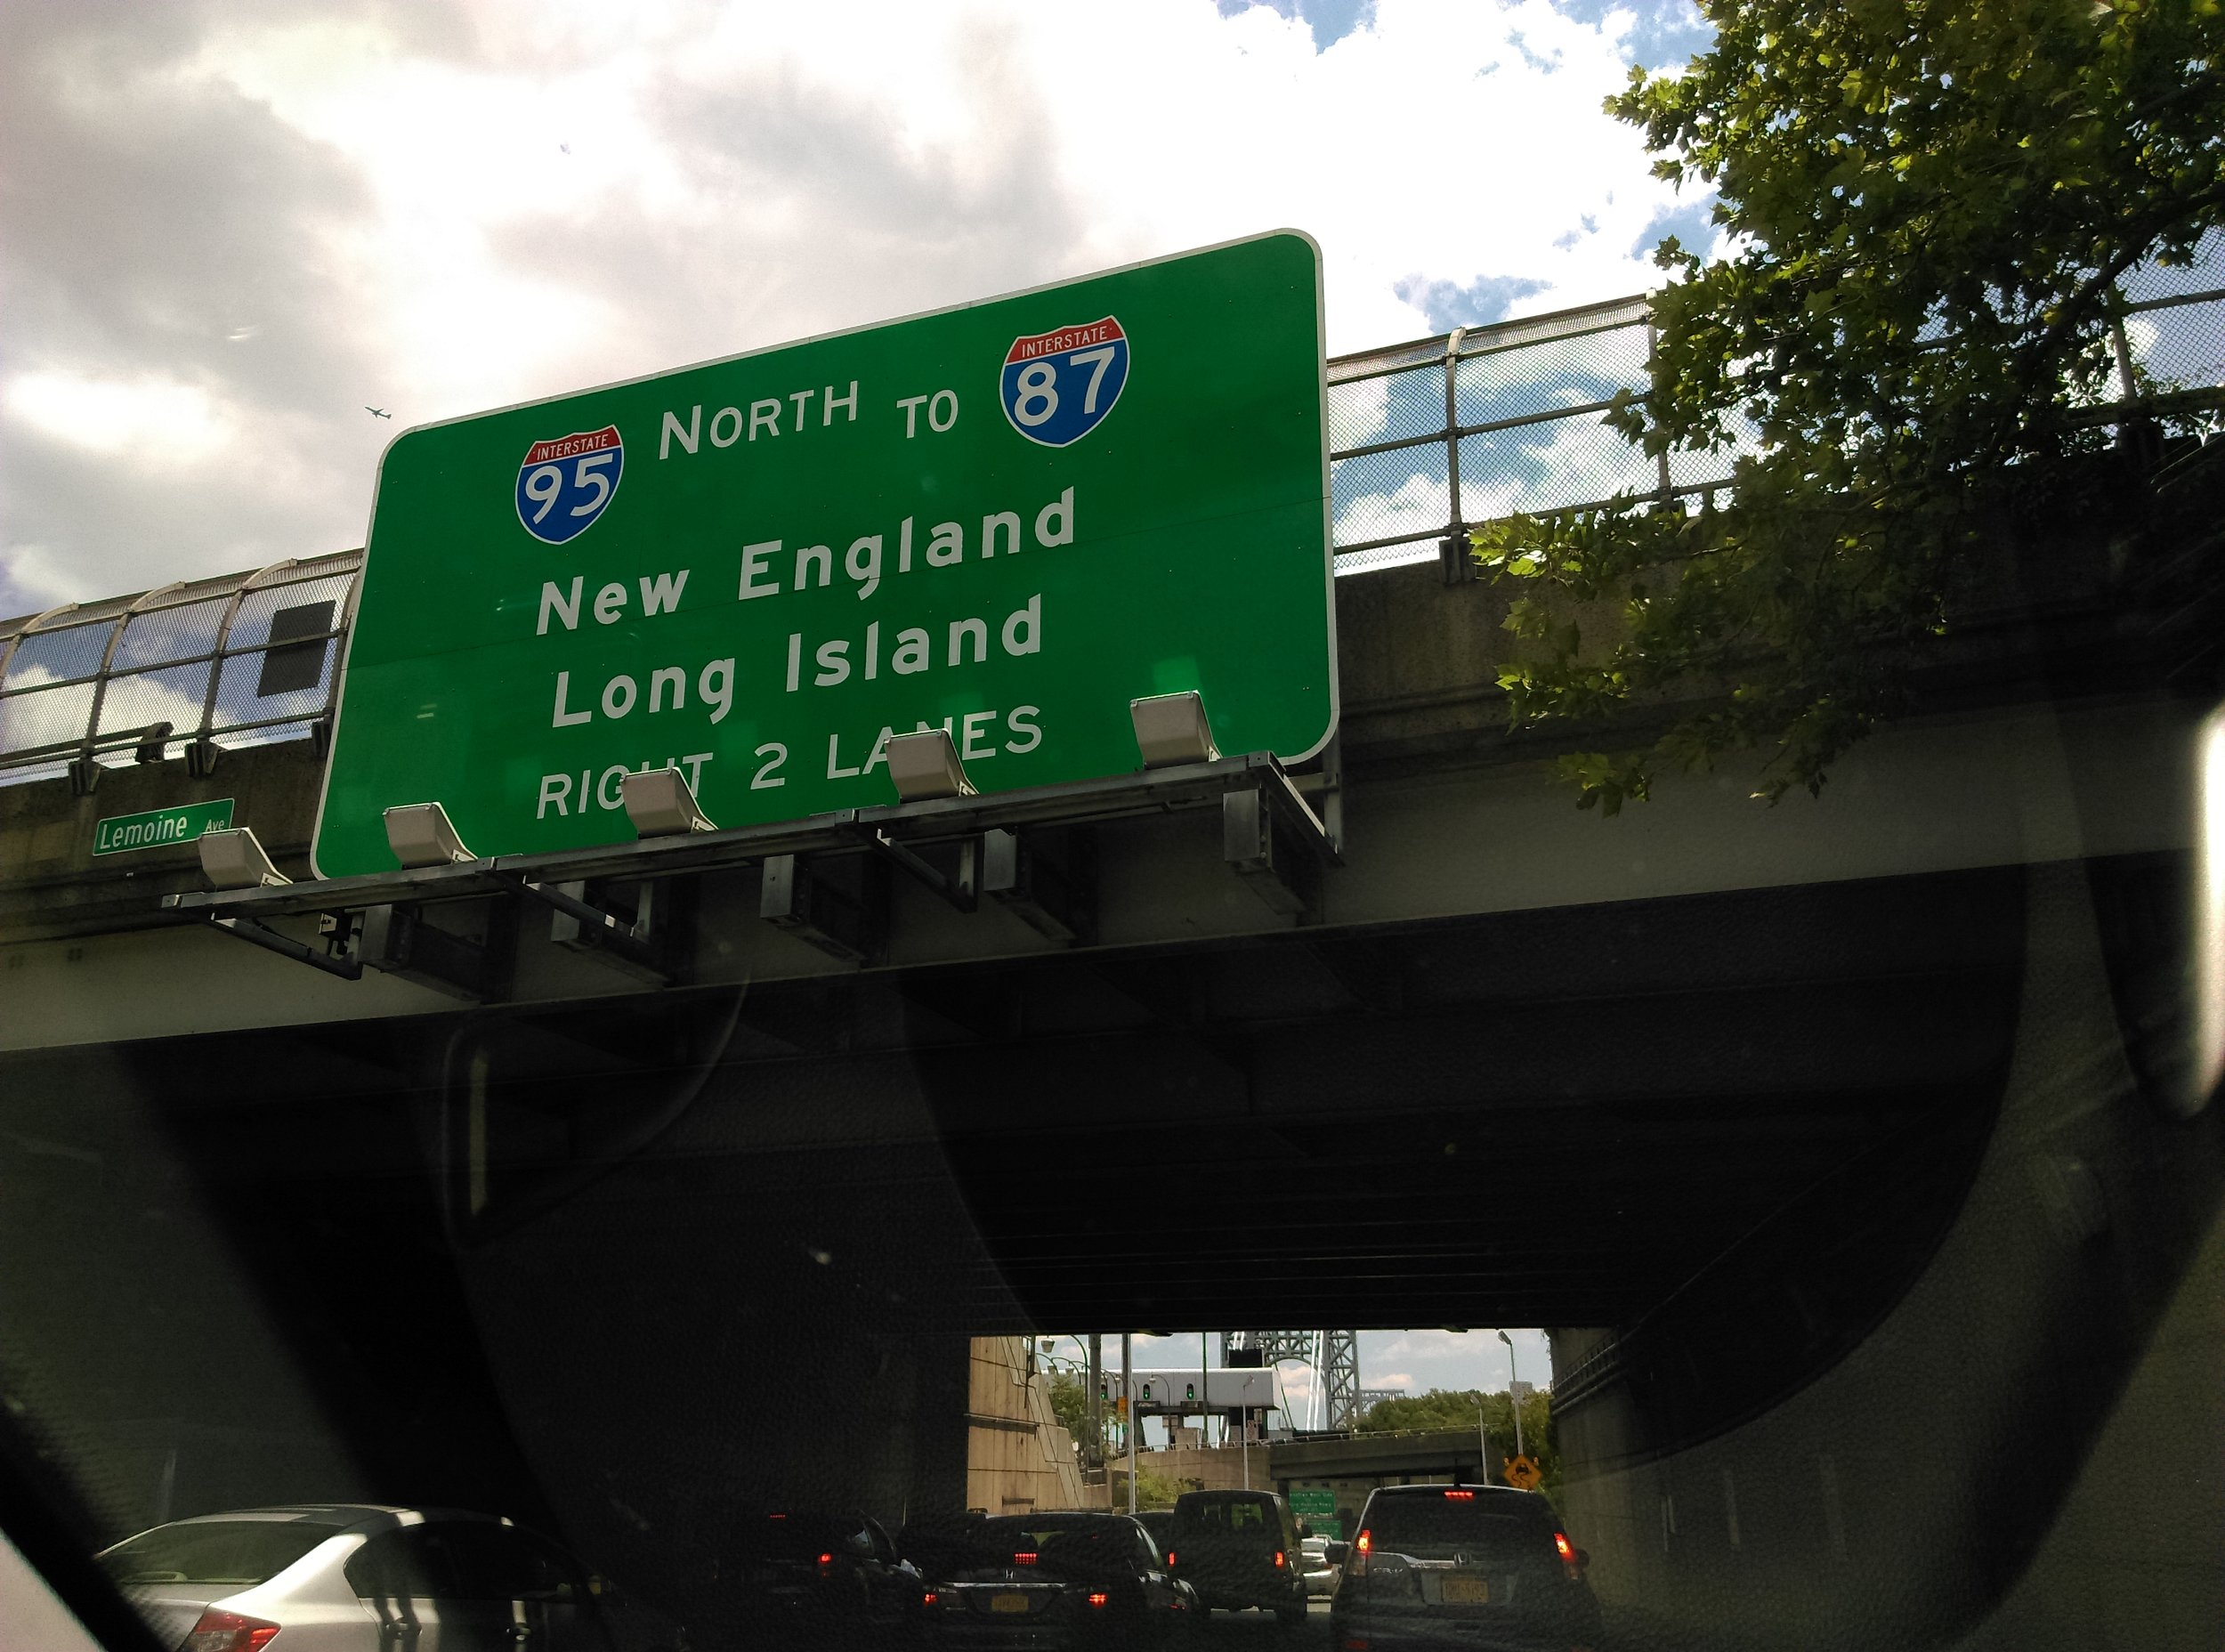 INTERSTATE 95 NORTH TO INTERSTATE 87
New England
Long Island
RIGHT 2 LANES
Lemoine Ave